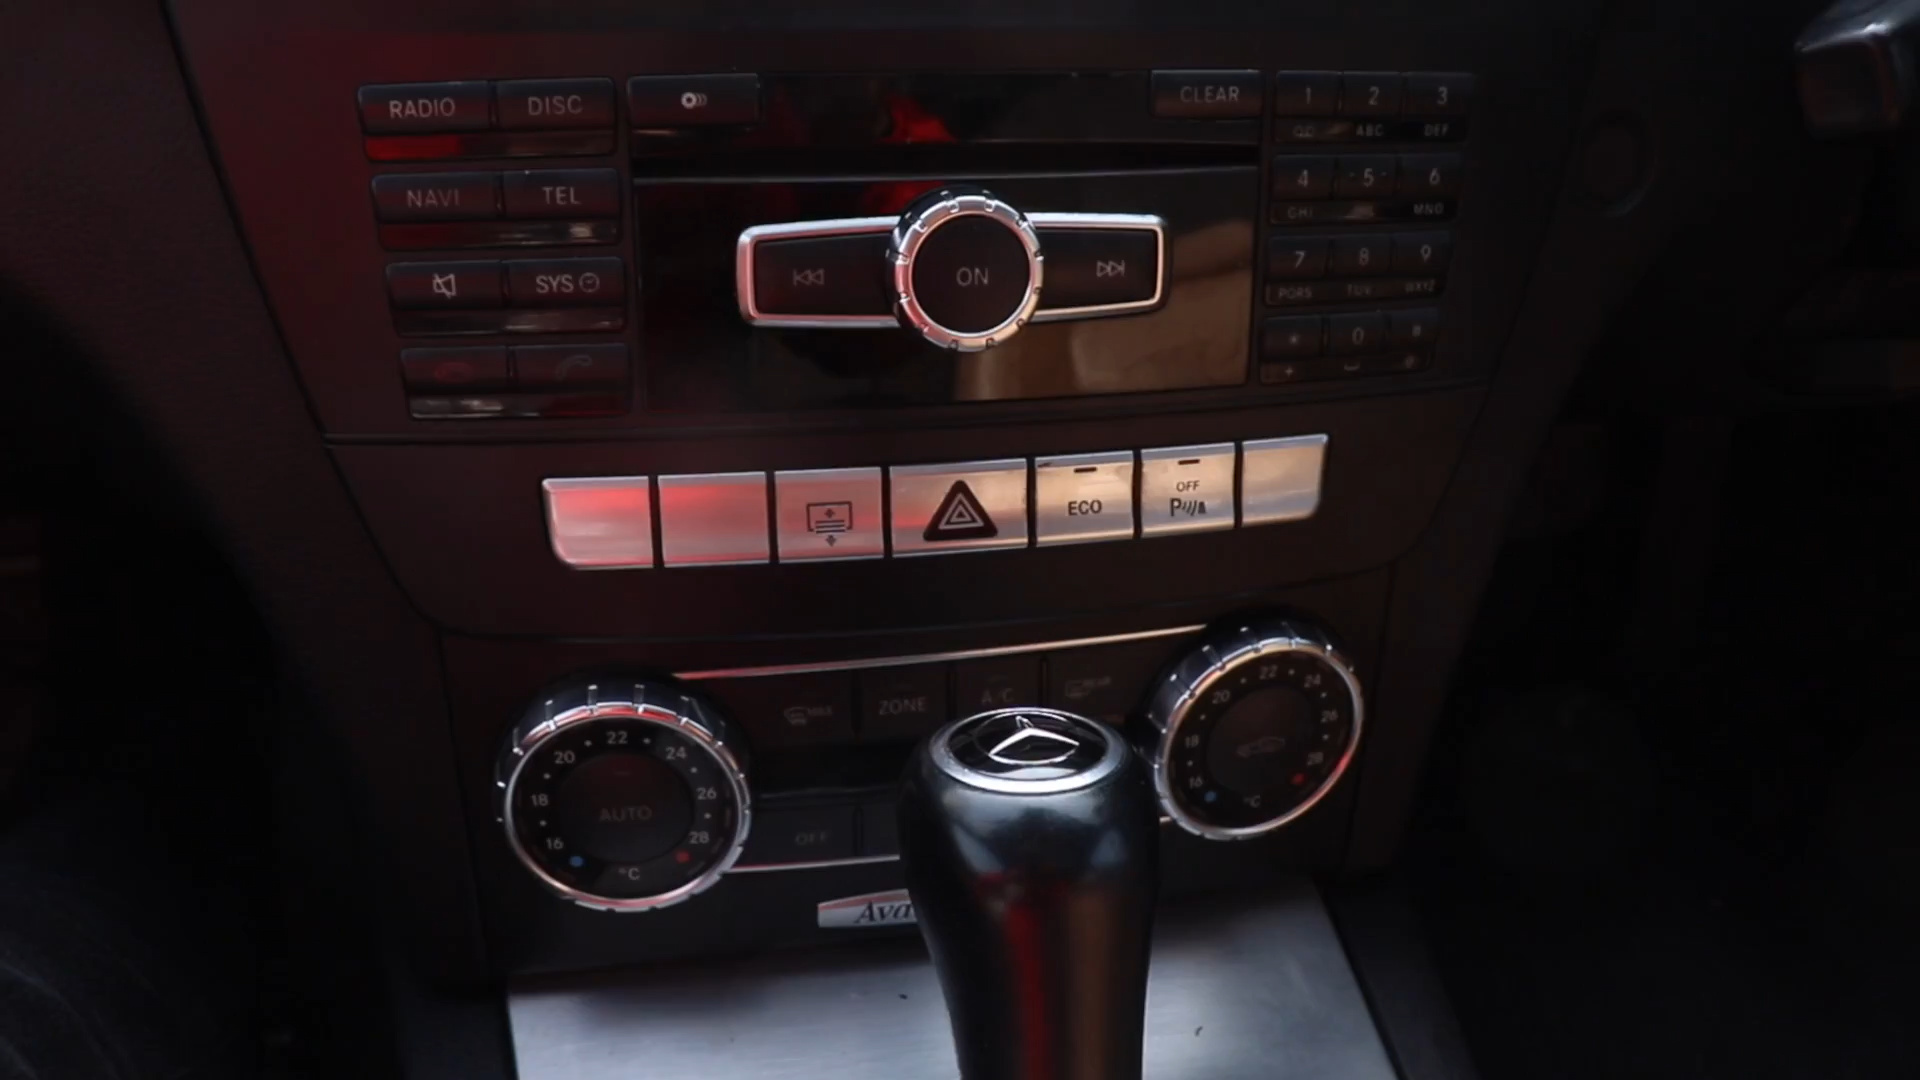 RADIO DISC CLEAR 1 2 3
ABC DEF
NAVI TEL 4 5 6
GHI MNO
SYS 7 8 9
PQRS TUV WXYZ
ON
* 0 #
+
ECO
OFF
P
MAX ZONE A/C REAR
16 18 20 22 24 26 28
°C
AUTO
OFF
16 18 20 22 24 26 28
°C